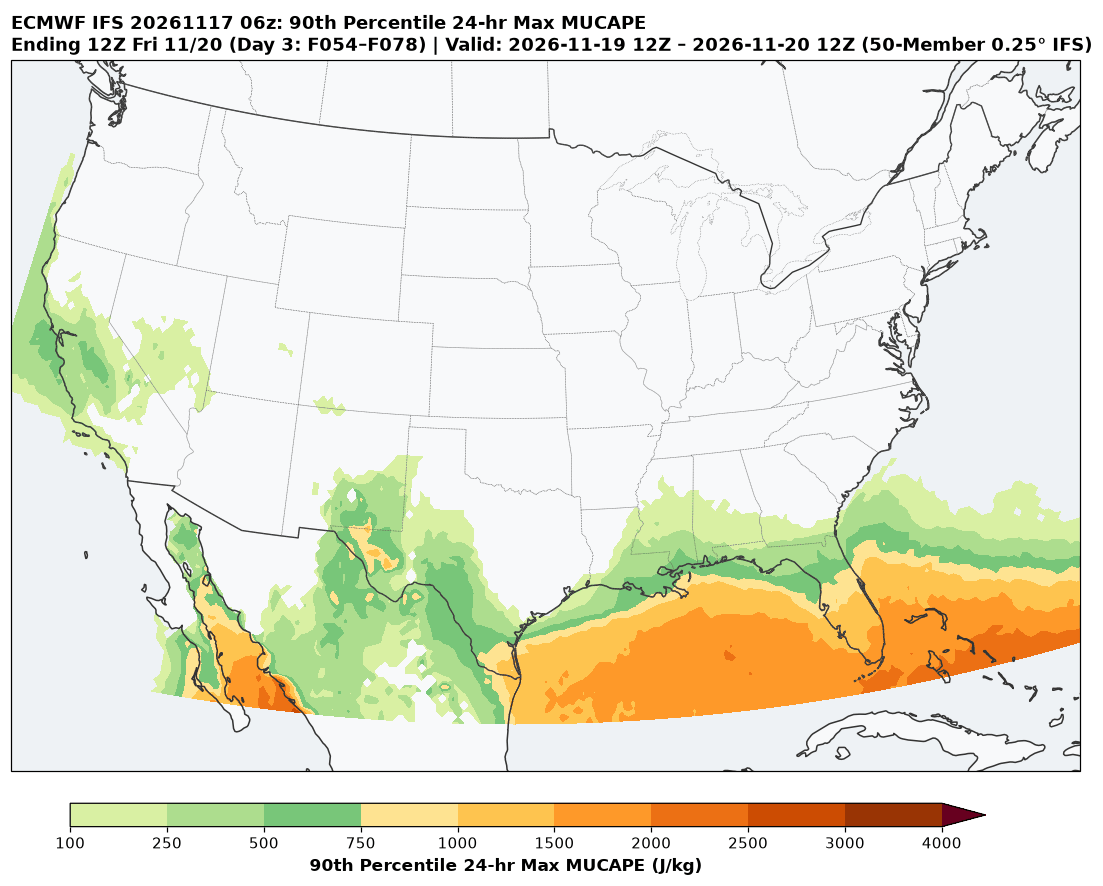 ECMWF IFS 20261117 06z: 90th Percentile 24-hr Max MUCAPE
Ending 12Z Fri 11/20 (Day 3: F054–F078) | Valid: 2026-11-19 12Z – 2026-11-20 12Z (50-Member 0.25° IFS)
100 250 500 750 1000 1500 2000 2500 3000 4000
90th Percentile 24-hr Max MUCAPE (J/kg)